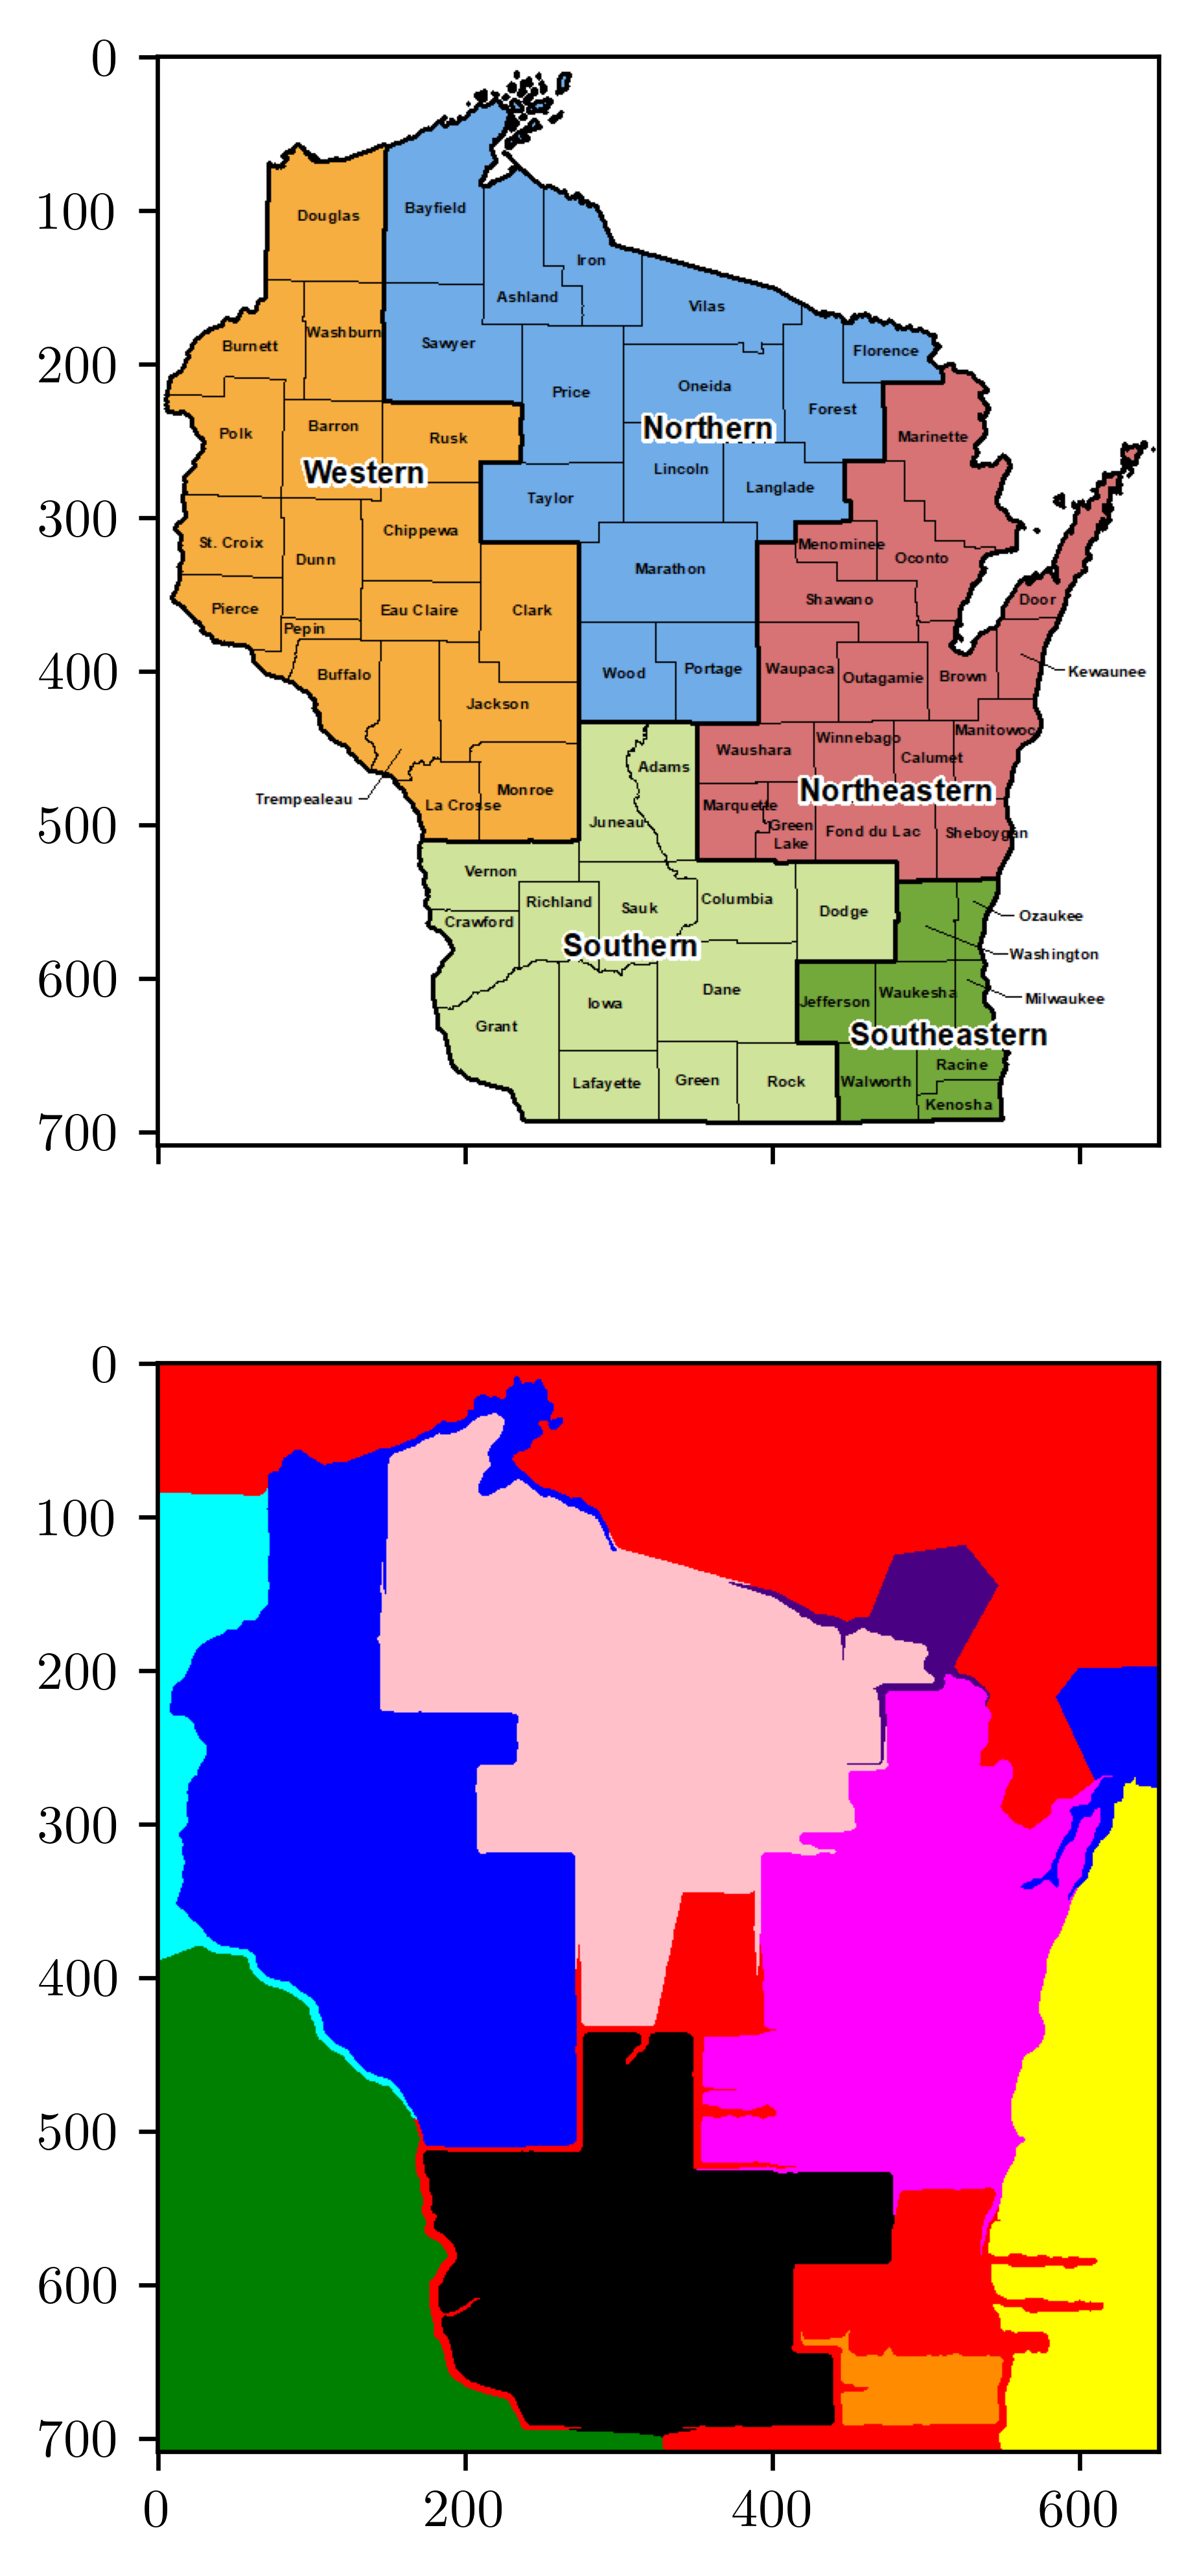 0
100
Douglas
Bayfield
Iron
Ashland
Vilas
Washburn
Burnett
Sawyer
Florence
200
Price
Oneida
Forest
Polk
Barron
Rusk
Northern
Marinette
Western
Lincoln
Langlade
Taylor
300
St. Croix
Chippewa
Dunn
Menominee
Oconto
Marathon
Pierce
Eau Claire
Clark
Shawano
Door
Pepin
400
Buffalo
Wood
Portage
Waupaca
Outagamie
Brown
Kewaunee
Jackson
Adams
Waushara
Winnebago
Manitowoc
Calumet
Trempealeau
Monroe
La Crosse
Northeastern
500
Juneau
Marquette
Green
Lake
Fond du Lac
Sheboygan
Vernon
Richland
Sauk
Columbia
Dodge
Crawford
Ozaukee
Southern
Washington
600
Iowa
Dane
Jefferson
Waukesha
Milwaukee
Grant
Southeastern
Lafayette
Green
Rock
Walworth
Racine
Kenosha
700
0
100
200
300
400
500
600
700
0
200
400
600